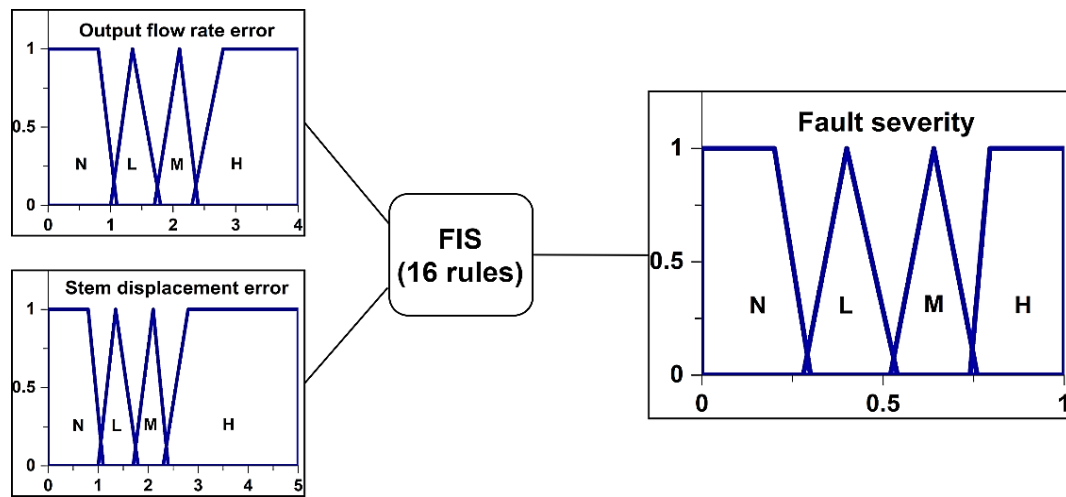 Output flow rate error
1
0.5
0
N L M H
0 1 2 3 4
Stem displacement error
1
0.5
0
N L M H
0 1 2 3 4 5
FIS
(16 rules)
Fault severity
1
0.5
0
N L M H
0 0.5 1